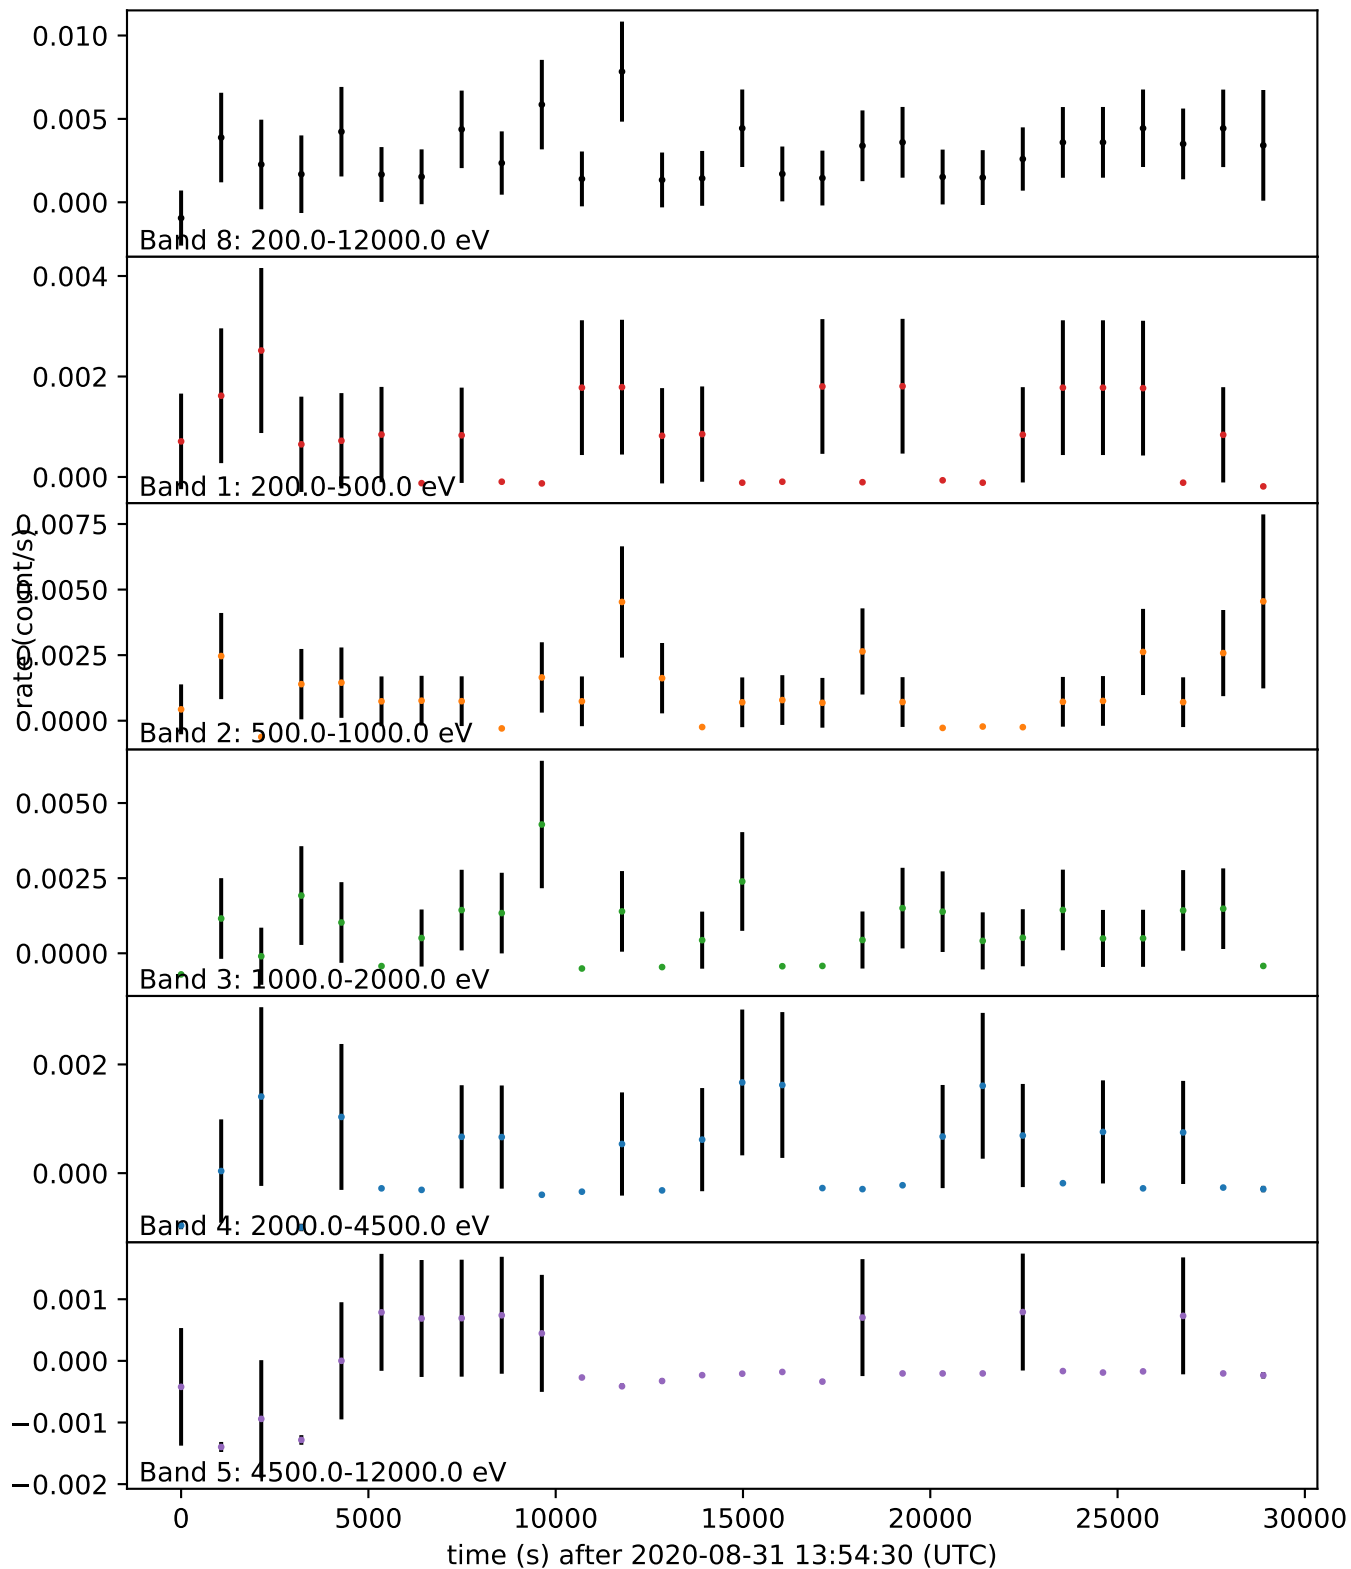 0.010
0.005
0.000
Band 8: 200.0-12000.0 eV
0.004
0.002
0.000
Band 1: 200.0-500.0 eV
rate (count/s)
0.0075
0.0050
0.0025
0.0000
Band 2: 500.0-1000.0 eV
0.0050
0.0025
0.0000
Band 3: 1000.0-2000.0 eV
0.002
0.000
Band 4: 2000.0-4500.0 eV
0.001
0.000
−0.001
−0.002
Band 5: 4500.0-12000.0 eV
0 5000 10000 15000 20000 25000 30000
time (s) after 2020-08-31 13:54:30 (UTC)